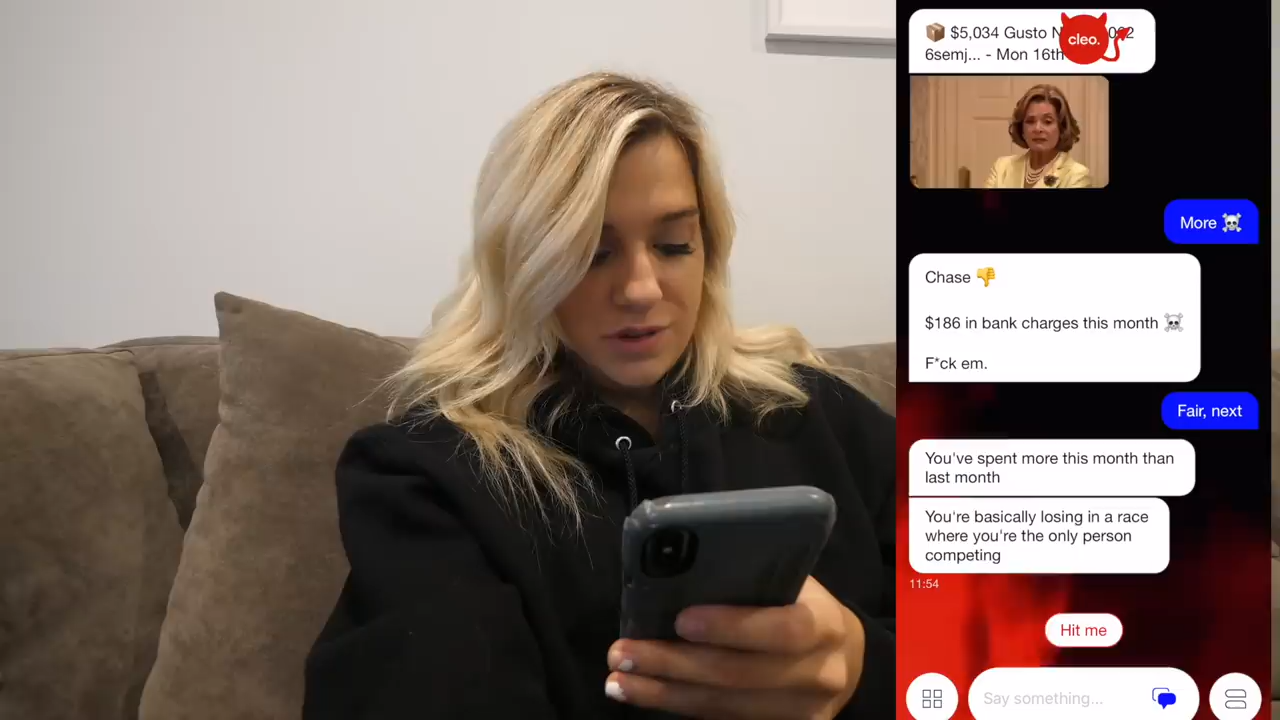 📦 $5,034 Gusto N
cleo.
6semj... - Mon 16th
More ☠️
Chase 👎
$186 in bank charges this month ☠️
F*ck em.
Fair, next
You've spent more this month than
last month
You're basically losing in a race
where you're the only person
competing
11:54
Hit me
Say something...